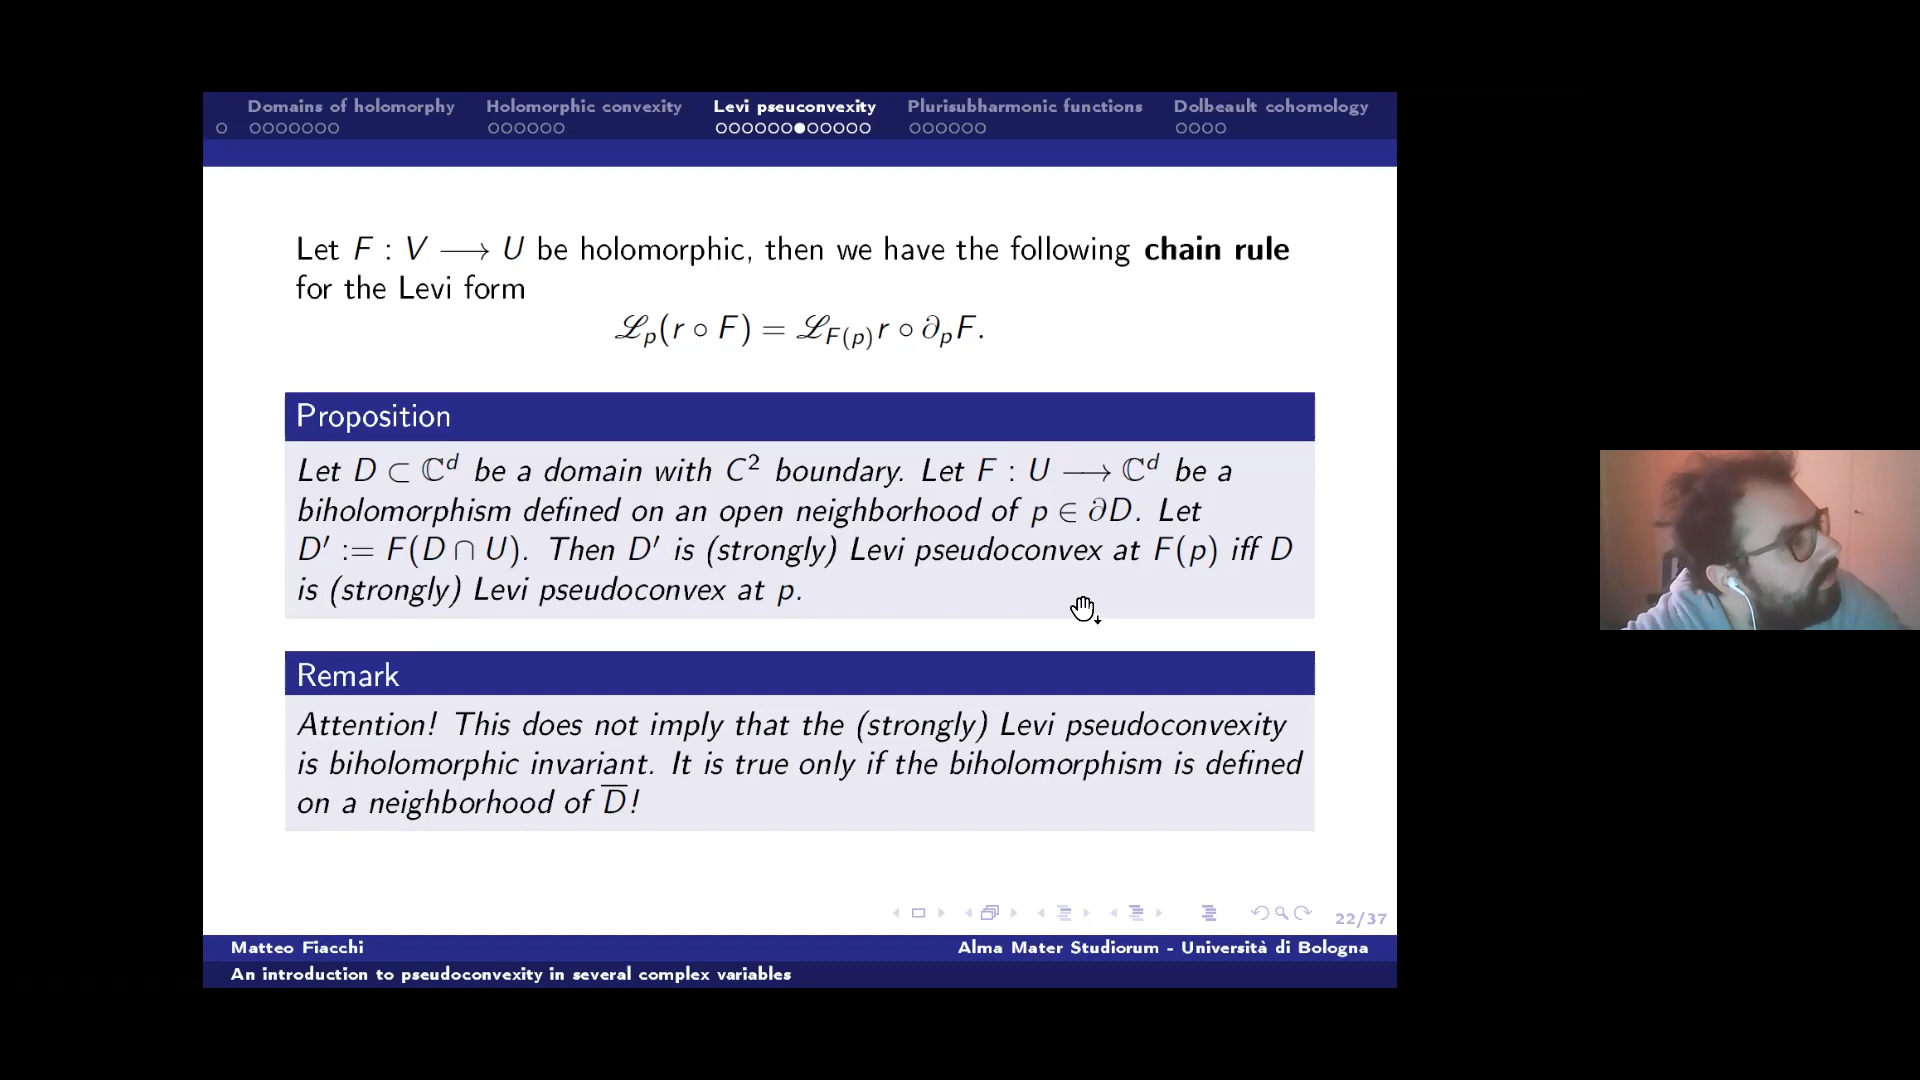 Domains of holomorphy Holomorphic convexity Levi pseuconvexity Plurisubharmonic functions Dolbeault cohomology
Let F : V ⟶ U be holomorphic, then we have the following chain rule
for the Levi form
ℒ_p(r ∘ F) = ℒ_{F(p)} r ∘ ∂_p F.
Proposition
Let D ⊂ ℂ^d be a domain with C² boundary. Let F : U ⟶ ℂ^d be a
biholomorphism defined on an open neighborhood of p ∈ ∂D. Let
D′ := F(D ∩ U). Then D′ is (strongly) Levi pseudoconvex at F(p) iff D
is (strongly) Levi pseudoconvex at p.
Remark
Attention! This does not imply that the (strongly) Levi pseudoconvexity
is biholomorphic invariant. It is true only if the biholomorphism is defined
on a neighborhood of D̅!
22/37
Matteo Fiacchi Alma Mater Studiorum - Università di Bologna
An introduction to pseudoconvexity in several complex variables